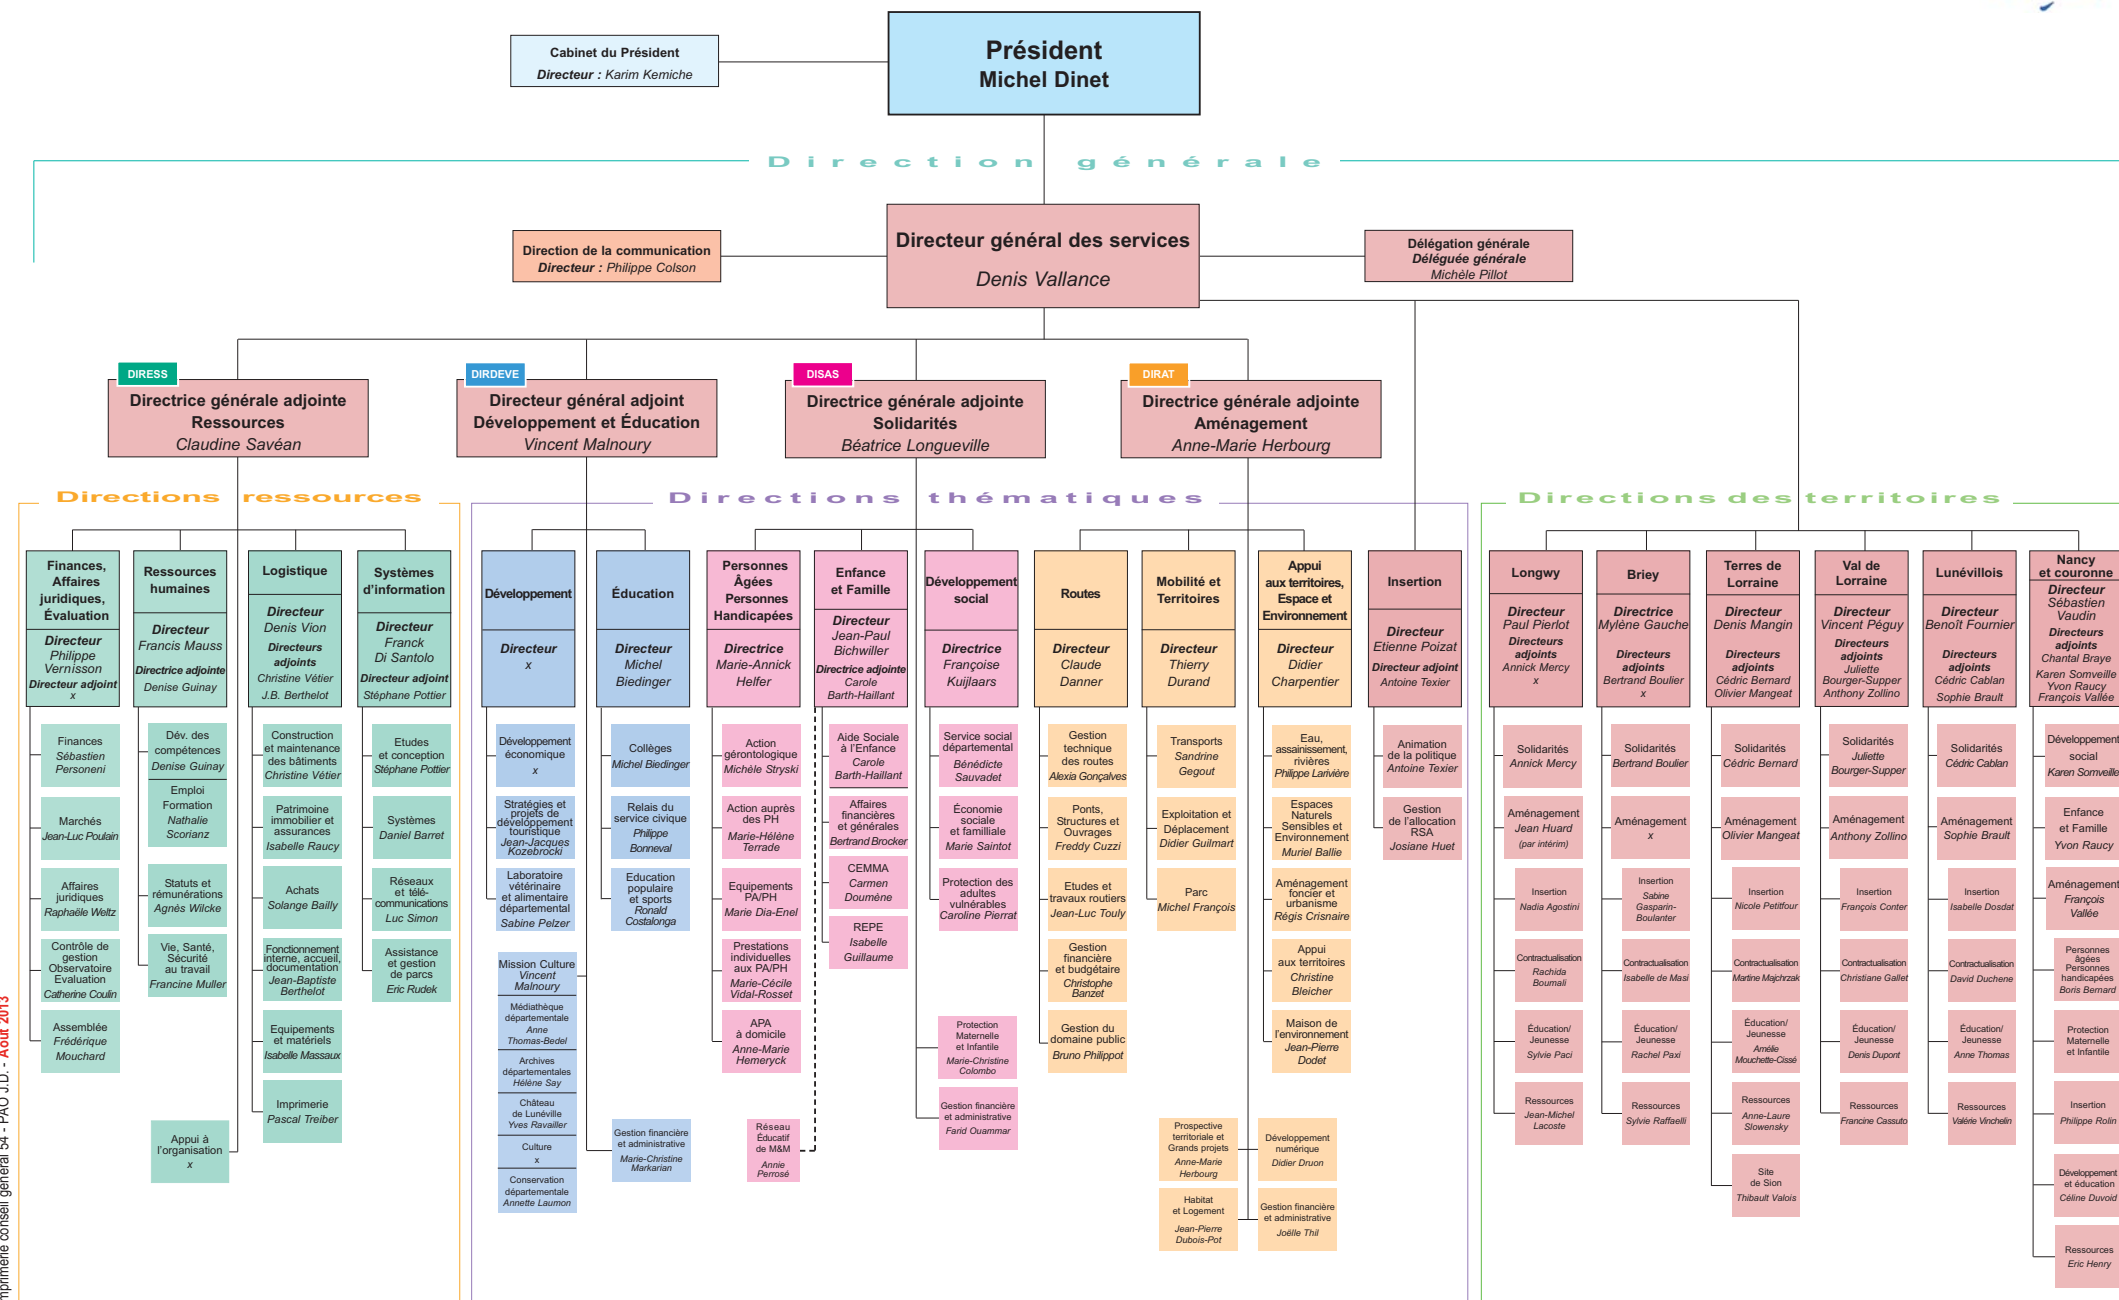 Cabinet du Président
Directeur : Karim Kemiche
Président
Michel Dinet
Direction générale
Direction de la communication
Directeur : Philippe Colson
Directeur général des services
Denis Vallance
Délégation générale
Déléguée générale
Michèle Pillot
DIRESS
Directrice générale adjointe
Ressources
Claudine Savéan
DIRDEVE
Directeur général adjoint
Développement et Éducation
Vincent Malnoury
DISAS
Directrice générale adjointe
Solidarités
Béatrice Longueville
DIRAT
Directrice générale adjointe
Aménagement
Anne-Marie Herbourg
Directions ressources
Directions thématiques
Directions des territoires
Finances,
Affaires
juridiques,
Évaluation
Directeur
Philippe
Vernisson
Directeur adjoint
x
Finances
Sébastien
Personeni
Marchés
Jean-Luc Poulain
Affaires
juridiques
Raphaële Weltz
Contrôle de
gestion
Observatoire
Evaluation
Catherine Coulin
Assemblée
Frédérique
Mouchard
Ressources
humaines
Directeur
Francis Mauss
Directrice adjointe
Denise Guinay
Dév. des
compétences
Denise Guinay
Emploi
Formation
Nathalie
Scorianz
Statuts et
rémunérations
Agnès Wilcke
Vie, Santé,
Sécurité
au travail
Francine Muller
Appui à
l'organisation
x
Logistique
Directeur
Denis Vion
Directeurs
adjoints
Christine Vétier
J.B. Berthelot
Construction
et maintenance
des bâtiments
Christine Vétier
Patrimoine
immobilier et
assurances
Isabelle Raucy
Achats
Solange Bailly
Fonctionnement
interne, accueil,
documentation
Jean-Baptiste
Berthelot
Equipements
et matériels
Isabelle Massaux
Imprimerie
Pascal Treiber
Systèmes
d'information
Directeur
Franck
Di Santolo
Directeur adjoint
Stéphane Pottier
Etudes
et conception
Stéphane Pottier
Systèmes
Daniel Barret
Réseaux
et télé-
communications
Luc Simon
Assistance
et gestion
de parcs
Eric Rudek
Développement
Directeur
x
Développement
économique
x
Stratégies et
projets de
développement
touristique
Jean-Jacques
Kozebrocki
Laboratoire
vétérinaire
et alimentaire
départemental
Sabine Pelzer
Mission Culture
Vincent
Malnoury
Médiathèque
départementale
Anne
Thomas-Bedel
Archives
départementales
Hélène Say
Château
de Lunéville
Yves Ravailler
Culture
x
Conservation
départementale
Annette Laumon
Éducation
Directeur
Michel
Biedinger
Collèges
Michel Biedinger
Relais du
service civique
Philippe
Bonneval
Education
populaire
et sports
Ronald
Costalonga
Gestion financière
et administrative
Marie-Christine
Markarian
Personnes
Âgées
Personnes
Handicapées
Directrice
Marie-Annick
Helfer
Action
gérontologique
Michèle Stryski
Action auprès
des PH
Marie-Hélène
Terrade
Equipements
PA/PH
Marie Dia-Enel
Prestations
individuelles
aux PA/PH
Marie-Cécile
Vidal-Rosset
APA
à domicile
Anne-Marie
Hemeryck
Réseau
Éducatif
de M&M
Annie
Perrosé
Enfance
et Famille
Directeur
Jean-Paul
Bichwiller
Directrice adjointe
Carole
Barth-Haillant
Aide Sociale
à l'Enfance
Carole
Barth-Haillant
Affaires
financières
et générales
Bertrand Brocker
CEMMA
Carmen
Doumène
REPE
Isabelle
Guillaume
Développement
social
Directrice
Françoise
Kuijlaars
Service social
départemental
Bénédicte
Sauvadet
Économie
sociale
et familliale
Marie Saintot
Protection des
adultes
vulnérables
Caroline Pierrat
Protection
Maternelle
et Infantile
Marie-Christine
Colombo
Gestion financière
et administrative
Farid Ouammar
Routes
Directeur
Claude
Danner
Gestion
technique
des routes
Alexia Gonçalves
Ponts,
Structures et
Ouvrages
Freddy Cuzzi
Etudes et
travaux routiers
Jean-Luc Touly
Gestion
financière
et budgétaire
Christophe
Banzet
Gestion du
domaine public
Bruno Philippot
Mobilité et
Territoires
Directeur
Thierry
Durand
Transports
Sandrine
Gegout
Exploitation et
Déplacement
Didier Guilmart
Parc
Michel François
Prospective
territoriale et
Grands projets
Anne-Marie
Herbourg
Habitat
et Logement
Jean-Pierre
Dubois-Pot
Appui
aux territoires,
Espace et
Environnement
Directeur
Didier
Charpentier
Eau,
assainissement,
rivières
Philippe Larivière
Espaces
Naturels
Sensibles et
Environnement
Muriel Ballie
Aménagement
foncier et
urbanisme
Régis Crisnaire
Appui
aux territoires
Christine
Bleicher
Maison de
l'environnement
Jean-Pierre
Dodet
Développement
numérique
Didier Druon
Gestion financière
et administrative
Joëlle Thil
Insertion
Directeur
Etienne Poizat
Directeur adjoint
Antoine Texier
Animation
de la politique
Antoine Texier
Gestion
de l'allocation
RSA
Josiane Huet
Longwy
Directeur
Paul Pierlot
Directeurs
adjoints
Annick Mercy
x
Solidarités
Annick Mercy
Aménagement
Jean Huard
(par intérim)
Insertion
Nadia Agostini
Contractualisation
Rachida
Boumali
Éducation/
Jeunesse
Sylvie Paci
Ressources
Jean-Michel
Lacoste
Briey
Directrice
Mylène Gauche
Directeurs
adjoints
Bertrand Boulier
x
Solidarités
Bertrand Boulier
Aménagement
x
Insertion
Sabine
Gasparin-
Boulanter
Contractualisation
Isabelle de Masi
Éducation/
Jeunesse
Rachel Paxi
Ressources
Sylvie Raffaelli
Terres de
Lorraine
Directeur
Denis Mangin
Directeurs
adjoints
Cédric Bernard
Olivier Mangeat
Solidarités
Cédric Bernard
Aménagement
Olivier Mangeat
Insertion
Nicole Petitfour
Contractualisation
Martine Majchrzak
Éducation/
Jeunesse
Amélie
Mouchette-Cissé
Ressources
Anne-Laure
Slowensky
Site
de Sion
Thibault Valois
Val de
Lorraine
Directeur
Vincent Péguy
Directeurs
adjoints
Juliette
Bourger-Supper
Anthony Zollino
Solidarités
Juliette
Bourger-Supper
Aménagement
Anthony Zollino
Insertion
François Conter
Contractualisation
Christiane Gallet
Éducation/
Jeunesse
Denis Dupont
Ressources
Francine Cassuto
Lunévillois
Directeur
Benoît Fournier
Directeurs
adjoints
Cédric Cablan
Sophie Brault
Solidarités
Cédric Cablan
Aménagement
Sophie Brault
Insertion
Isabelle Dosdat
Contractualisation
David Duchene
Éducation/
Jeunesse
Anne Thomas
Ressources
Valérie Vinchelin
Nancy
et couronne
Directeur
Sébastien
Vaudin
Directeurs
adjoints
Chantal Braye
Karen Somveille
Yvon Raucy
François Vallée
Développement
social
Karen Somveille
Enfance
et Famille
Yvon Raucy
Aménagement
François
Vallée
Personnes
âgées
Personnes
handicapées
Boris Bernard
Protection
Maternelle
et Infantile
Insertion
Philippe Rolin
Développement
et éducation
Céline Duvoid
Ressources
Eric Henry
mprimerie conseil général 54 - PAO J.D. - Août 2013